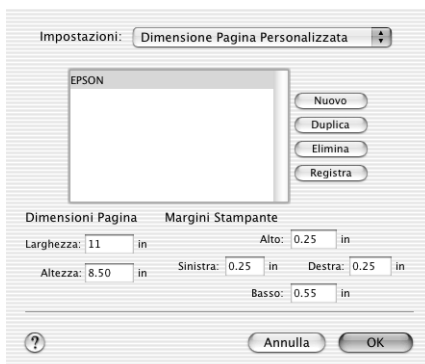 Impostazioni: Dimensione Pagina Personalizzata
EPSON
Nuovo
Duplica
Elimina
Registra
Dimensioni Pagina Margini Stampante
Larghezza: 11 in
Alto: 0.25 in
Altezza: 8.50 in
Sinistra: 0.25 in Destra: 0.25 in
Basso: 0.55 in
? Annulla OK